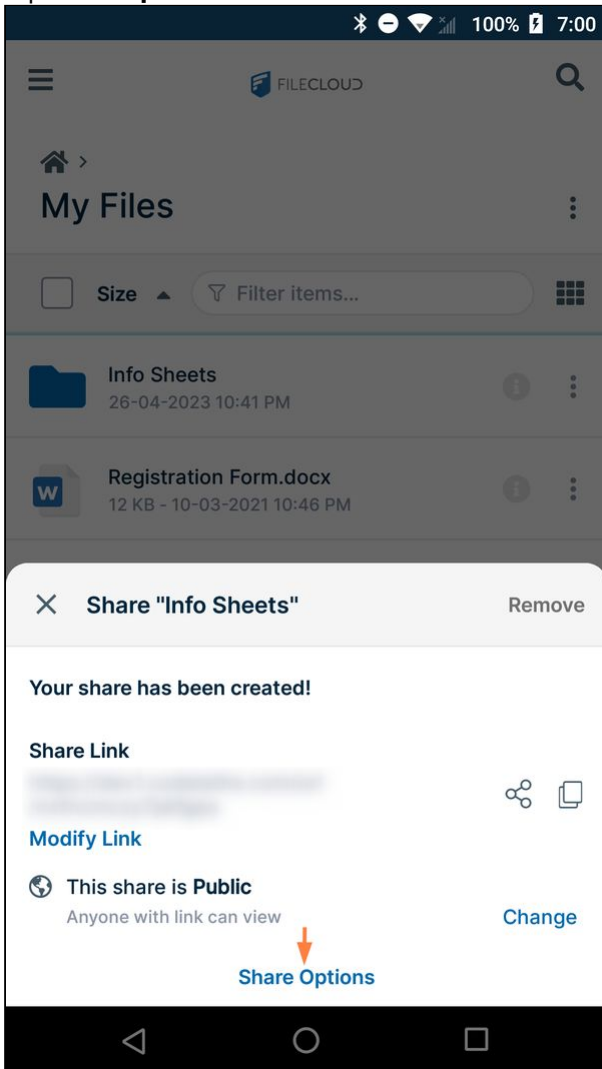 100% 7:00
FILECLOUD
My Files
Size Filter items...
Info Sheets
26-04-2023 10:41 PM
W
Registration Form.docx
12 KB - 10-03-2021 10:46 PM
Share "Info Sheets" Remove
Your share has been created!
Share Link
Modify Link
This share is Public
Anyone with link can view Change
Share Options